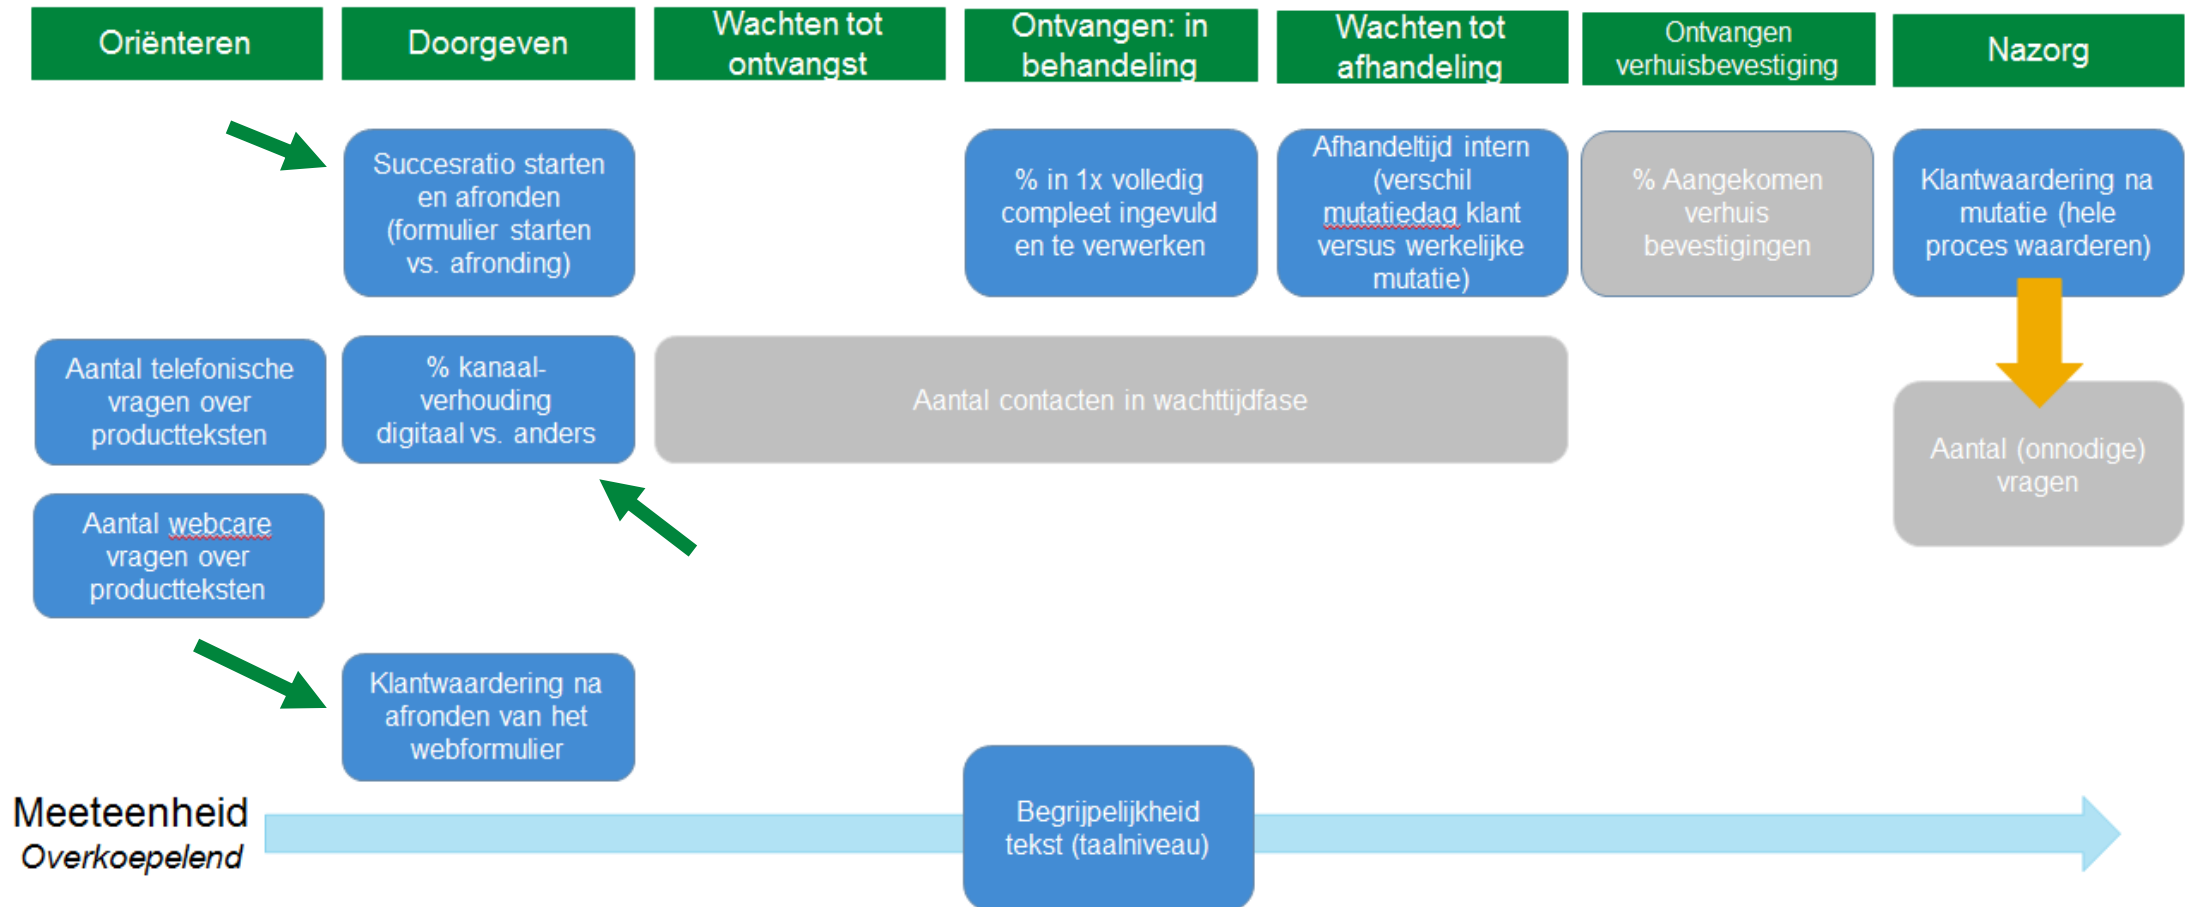 Oriënteren
Doorgeven
Wachten tot
ontvangst
Ontvangen: in
behandeling
Wachten tot
afhandeling
Ontvangen
verhuisbevestiging
Nazorg
Succesratio starten
en afronden
(formulier starten
vs. afronding)
% in 1x volledig
compleet ingevuld
en te verwerken
Afhandeltijd intern
(verschil
mutatiedag klant
versus werkelijke
mutatie)
% Aangekomen
verhuis
bevestigingen
Klantwaardering na
mutatie (hele
proces waarderen)
Aantal telefonische
vragen over
productteksten
% kanaal-
verhouding
digitaal vs. anders
Aantal contacten in wachttijdfase
Aantal (onnodige)
vragen
Aantal webcare
vragen over
productteksten
Klantwaardering na
afronden van het
webformulier
Meeteenheid
Overkoepelend
Begrijpelijkheid
tekst (taalniveau)